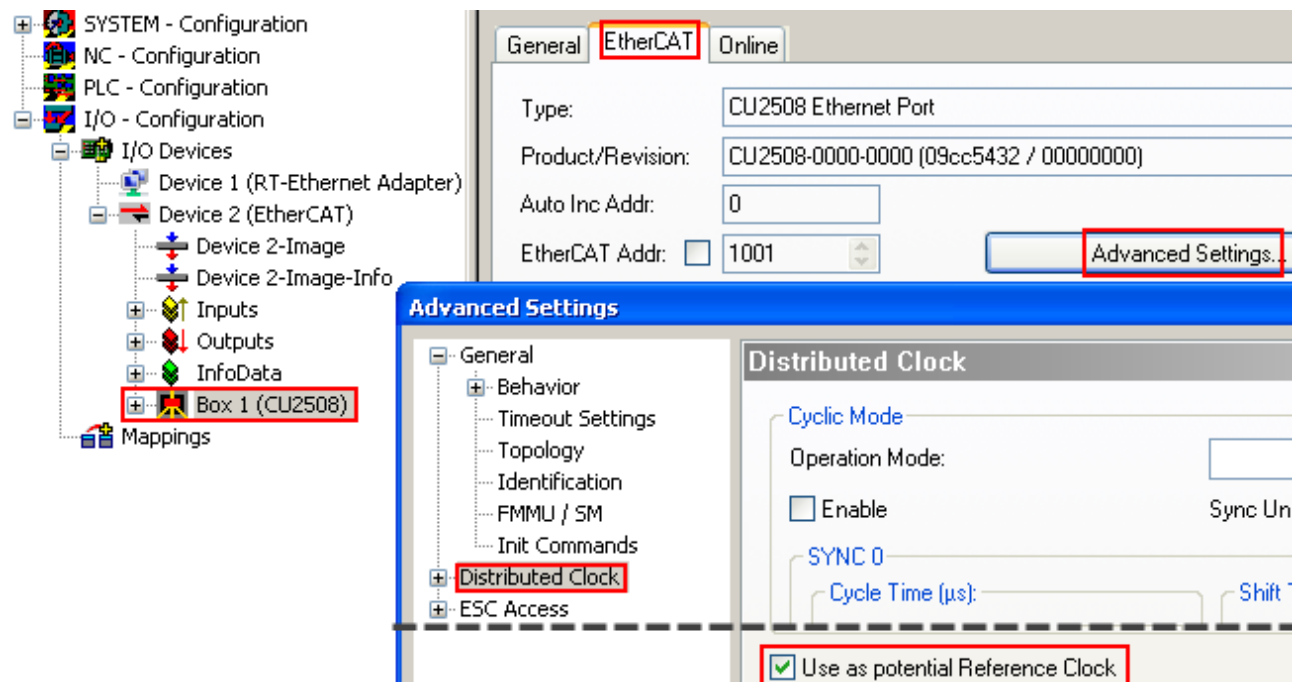 SYSTEM - Configuration
NC - Configuration
PLC - Configuration
I/O - Configuration
I/O Devices
Device 1 (RT-Ethernet Adapter)
Device 2 (EtherCAT)
Device 2-Image
Device 2-Image-Info
Inputs
Outputs
InfoData
Box 1 (CU2508)
Mappings
General EtherCAT Online
Type: CU2508 Ethernet Port
Product/Revision: CU2508-0000-0000 (09cc5432 / 00000000)
Auto Inc Addr: 0
EtherCAT Addr: 1001 Advanced Settings...
Advanced Settings
General
Behavior
Timeout Settings
Topology
Identification
FMMU / SM
Init Commands
Distributed Clock
ESC Access
Distributed Clock
Cyclic Mode
Operation Mode:
Enable Sync Un
SYNC 0
Cycle Time (µs): Shift T
Use as potential Reference Clock